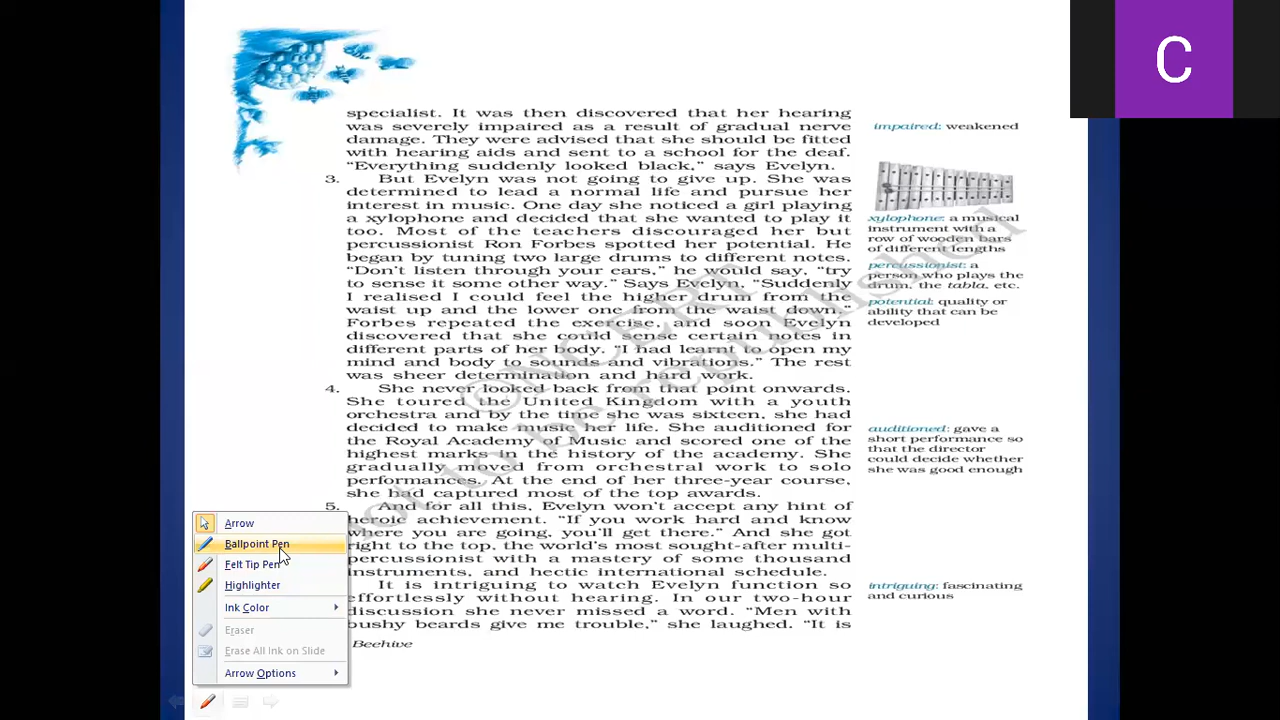 C
specialist. It was then discovered that her hearing
was severely impaired as a result of gradual nerve
damage. They were advised that she should be fitted
with hearing aids and sent to a school for the deaf.
“Everything suddenly looked black,” says Evelyn.
3. But Evelyn was not going to give up. She was
determined to lead a normal life and pursue her
interest in music. One day she noticed a girl playing
a xylophone and decided that she wanted to play it
too. Most of the teachers discouraged her but
percussionist Ron Forbes spotted her potential. He
began by tuning two large drums to different notes.
“Don’t listen through your ears,” he would say, “try
to sense it some other way.” Says Evelyn, “Suddenly
I realised I could feel the higher drum from the
waist up and the lower one from the waist down.”
Forbes repeated the exercise, and soon Evelyn
discovered that she could sense certain notes in
different parts of her body. “I had learnt to open my
mind and body to sounds and vibrations.” The rest
was sheer determination and hard work.
4. She never looked back from that point onwards.
She toured the United Kingdom with a youth
orchestra and by the time she was sixteen, she had
decided to make music her life. She auditioned for
the Royal Academy of Music and scored one of the
highest marks in the history of the academy. She
gradually moved from orchestral work to solo
performances. At the end of her three-year course,
she had captured most of the top awards.
5. And for all this, Evelyn won’t accept any hint of
heroic achievement. “If you work hard and know
where you are going, you’ll get there.” And she got
right to the top, the world’s most sought-after multi-
percussionist with a mastery of some thousand
instruments, and hectic international schedule.
It is intriguing to watch Evelyn function so
effortlessly without hearing. In our two-hour
discussion she never missed a word. “Men with
bushy beards give me trouble,” she laughed. “It is
Beehive
impaired: weakened
xylophone: a musical
instrument with a
row of wooden bars
of different lengths
percussionist: a
person who plays the
drum, the tabla, etc.
potential: quality or
ability that can be
developed
auditioned: gave a
short performance so
that the director
could decide whether
she was good enough
intriguing: fascinating
and curious
© NCERT
not to be republished
Arrow
Ballpoint Pen
Felt Tip Pen
Highlighter
Ink Color
Eraser
Erase All Ink on Slide
Arrow Options